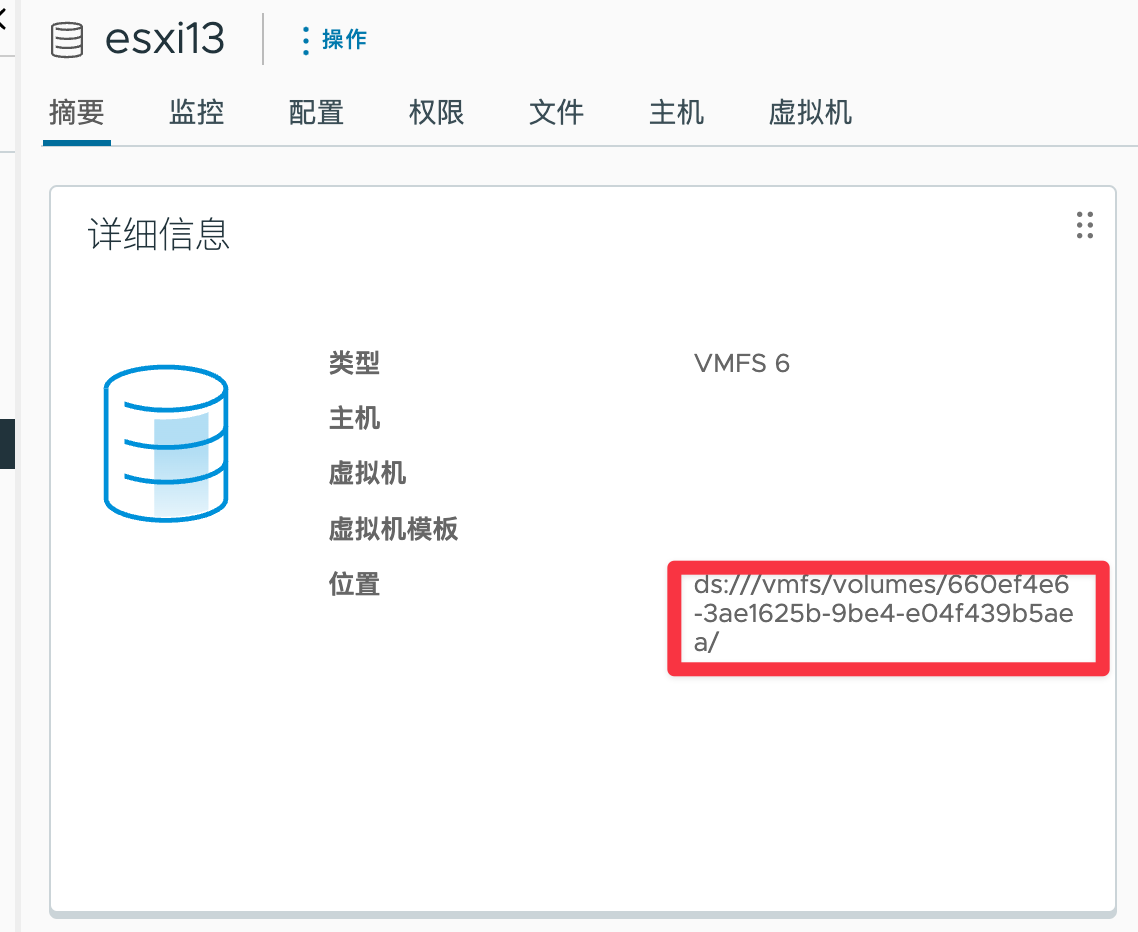 esxi13
操作
摘要 监控 配置 权限 文件 主机 虚拟机
详细信息
类型 VMFS 6
主机
虚拟机
虚拟机模板
位置 ds:///vmfs/volumes/660ef4e6
-3ae1625b-9be4-e04f439b5ae
a/